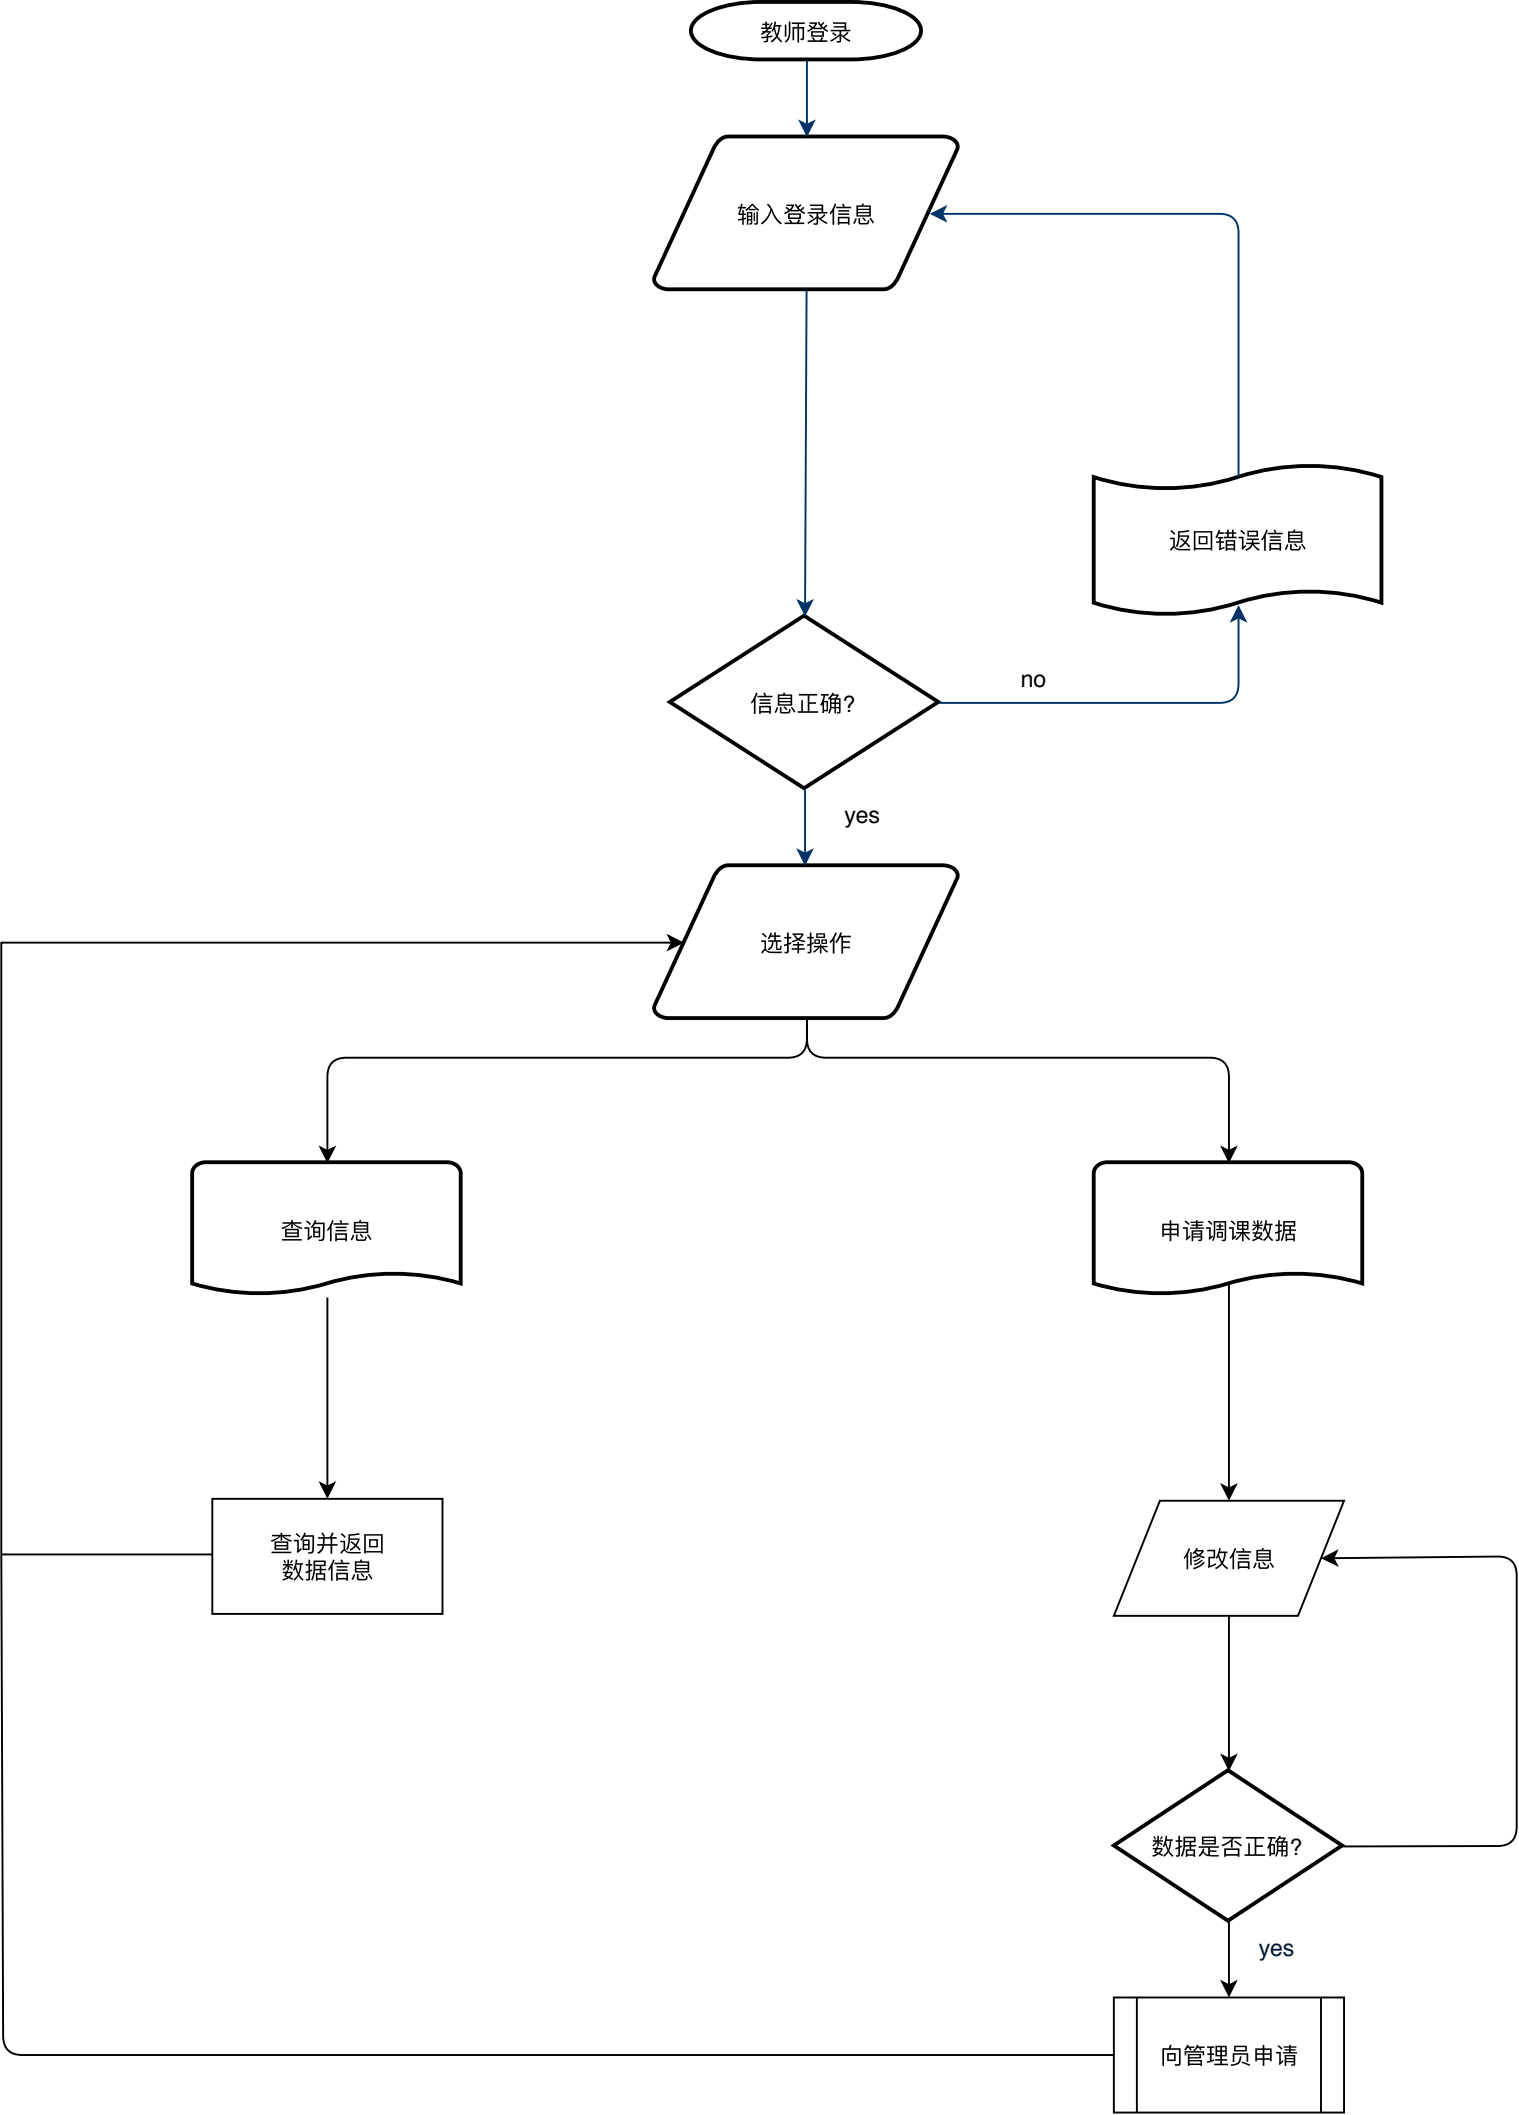 教师登录
输入登录信息
返回错误信息
no
信息正确?
yes
选择操作
查询信息
申请调课数据
查询并返回
数据信息
修改信息
数据是否正确?
yes
向管理员申请